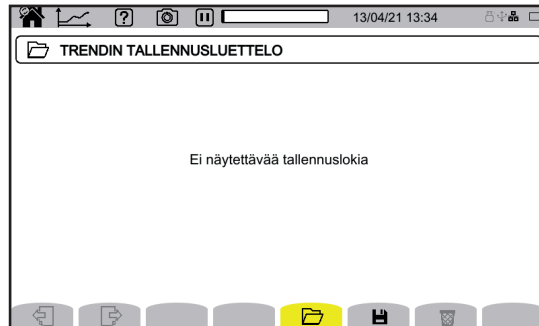 13/04/21 13:34
TRENDIN TALLENNUSLUETTELO
Ei näytettävää tallennuslokia